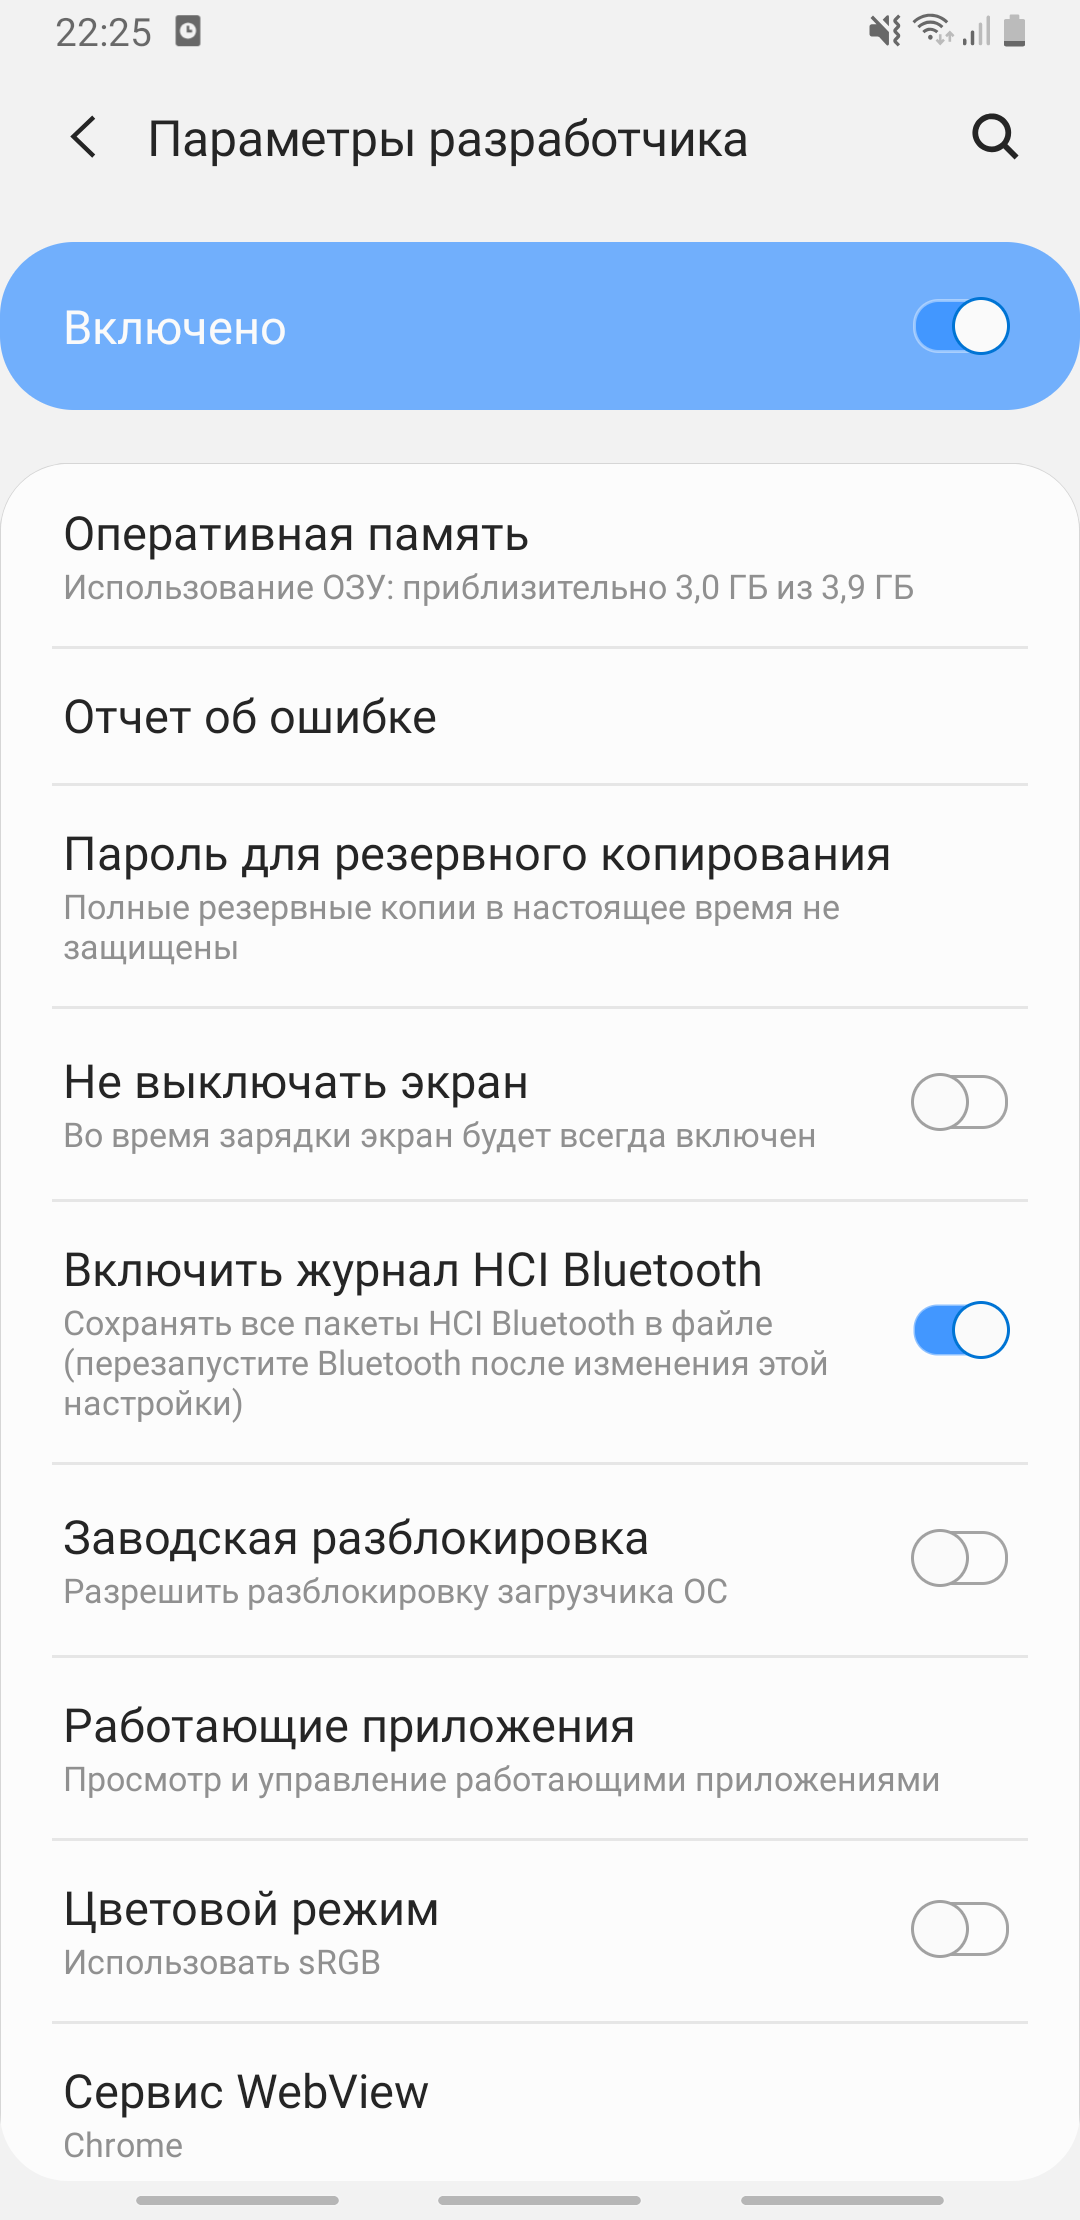 22:25
Параметры разработчика
Включено
Оперативная память
Использование ОЗУ: приблизительно 3,0 ГБ из 3,9 ГБ
Отчет об ошибке
Пароль для резервного копирования
Полные резервные копии в настоящее время не
защищены
Не выключать экран
Во время зарядки экран будет всегда включен
Включить журнал HCI Bluetooth
Сохранять все пакеты HCI Bluetooth в файле
(перезапустите Bluetooth после изменения этой
настройки)
Заводская разблокировка
Разрешить разблокировку загрузчика ОС
Работающие приложения
Просмотр и управление работающими приложениями
Цветовой режим
Использовать sRGB
Сервис WebView
Chrome